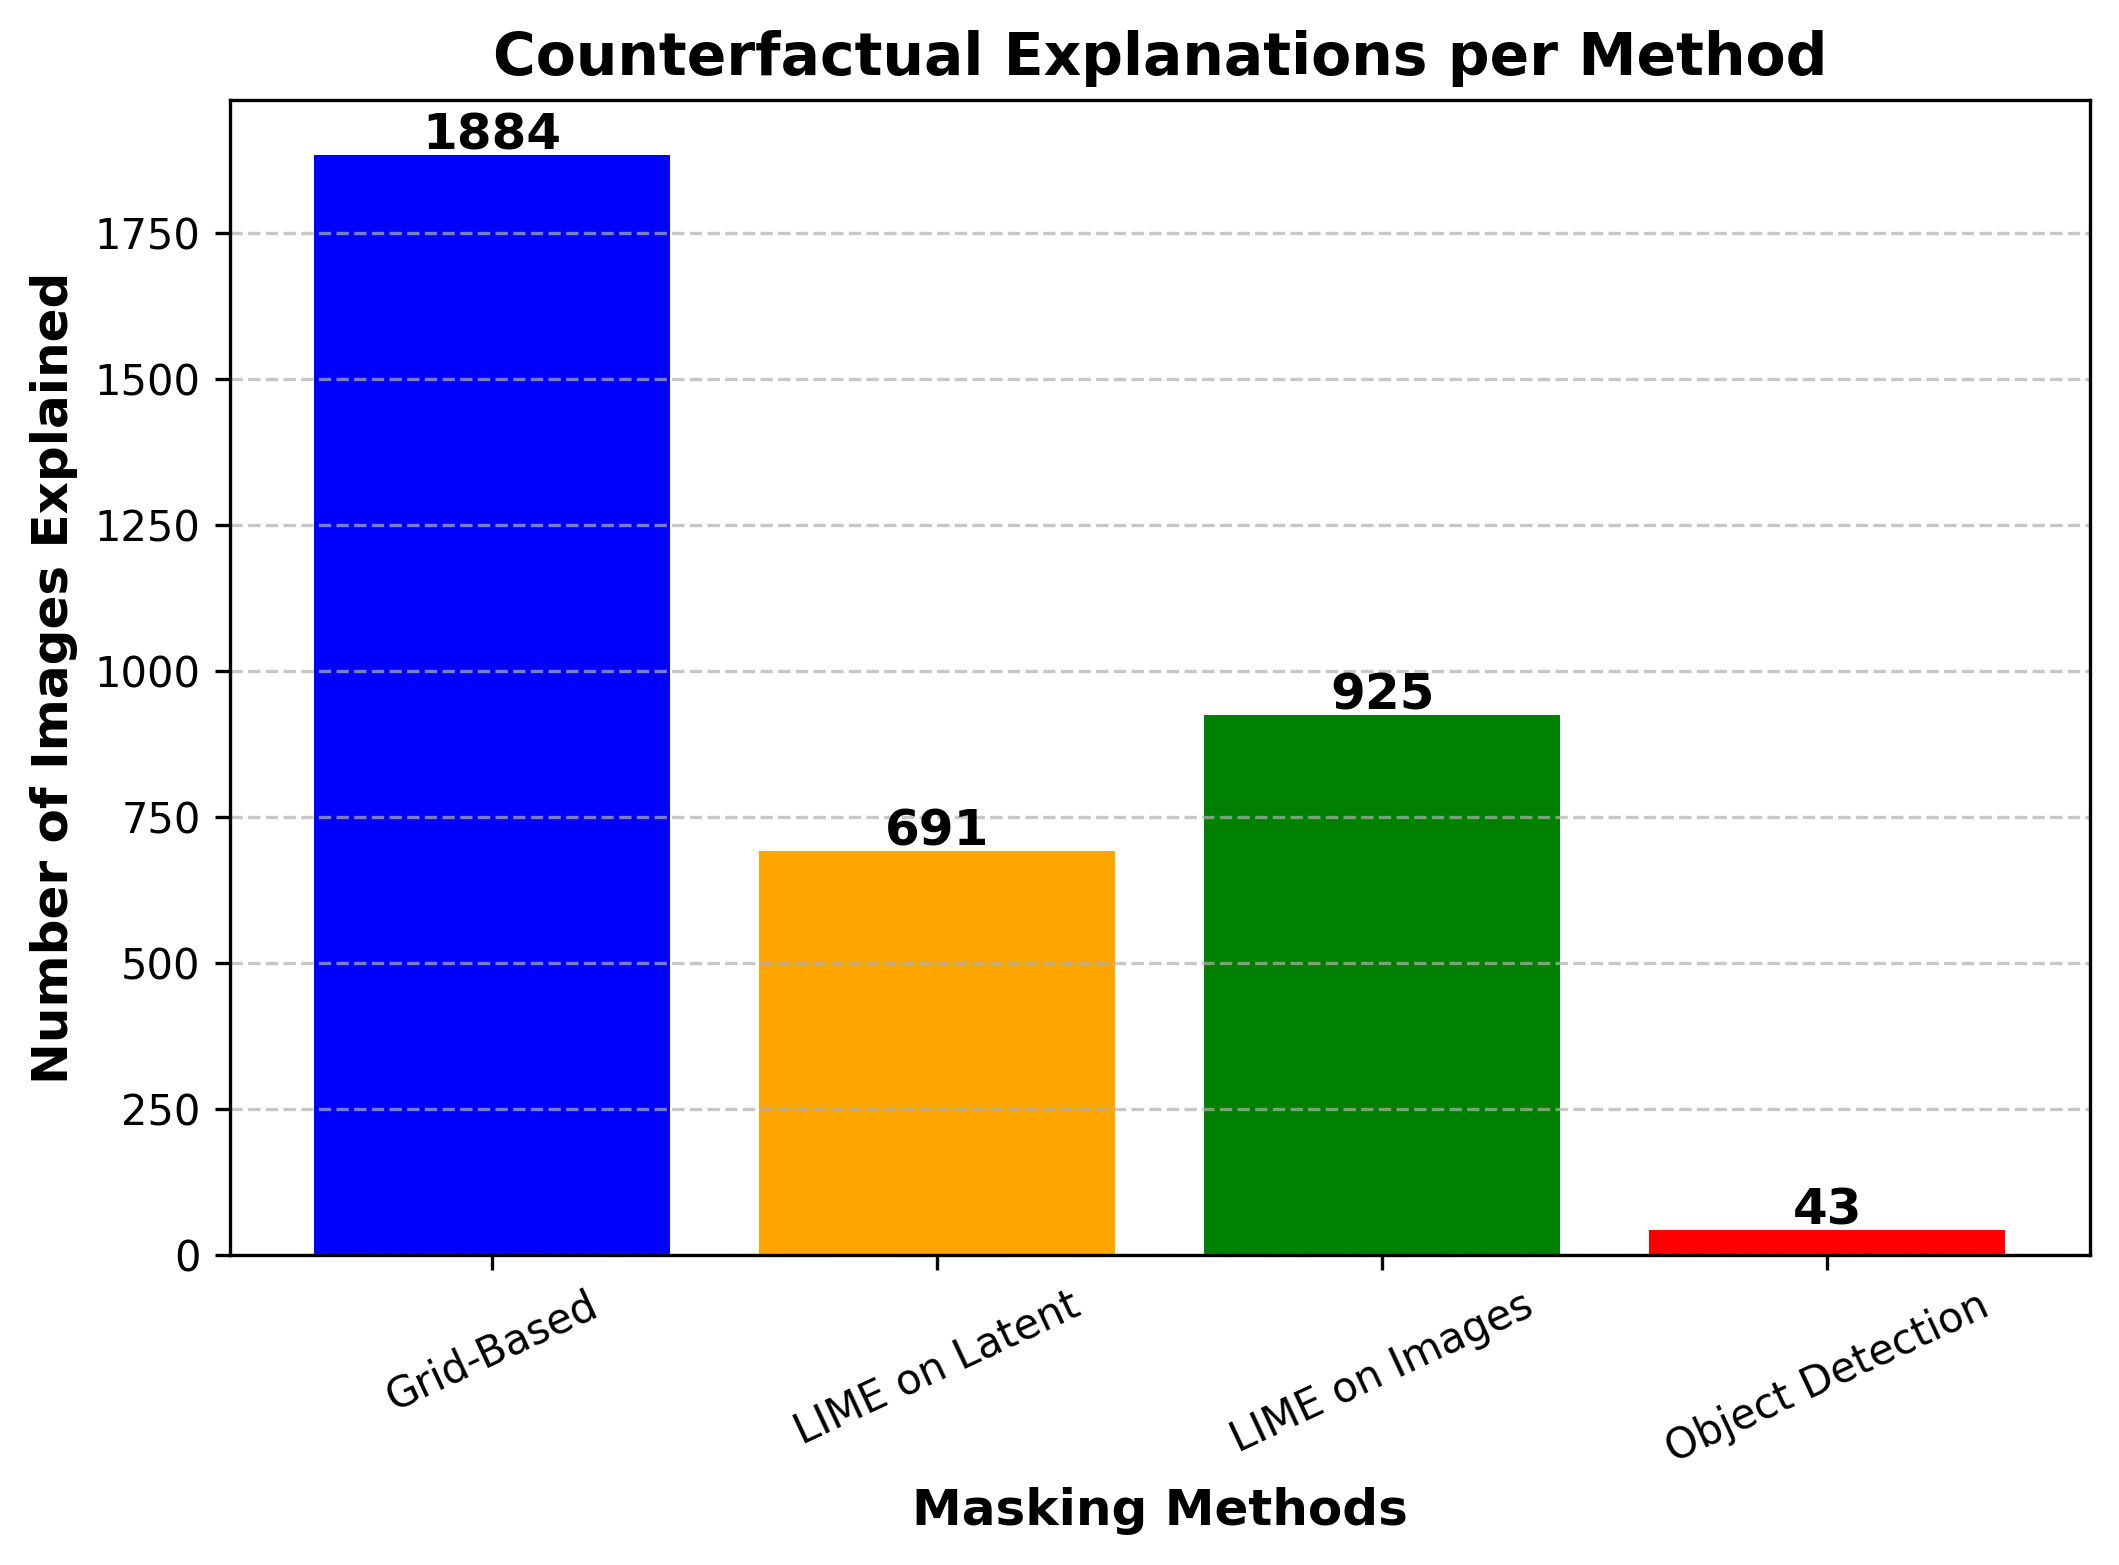 Counterfactual Explanations per Method
Number of Images Explained
1750
1500
1250
1000
750
500
250
0
1884
691
925
43
Grid-Based
LIME on Latent
LIME on Images
Object Detection
Masking Methods